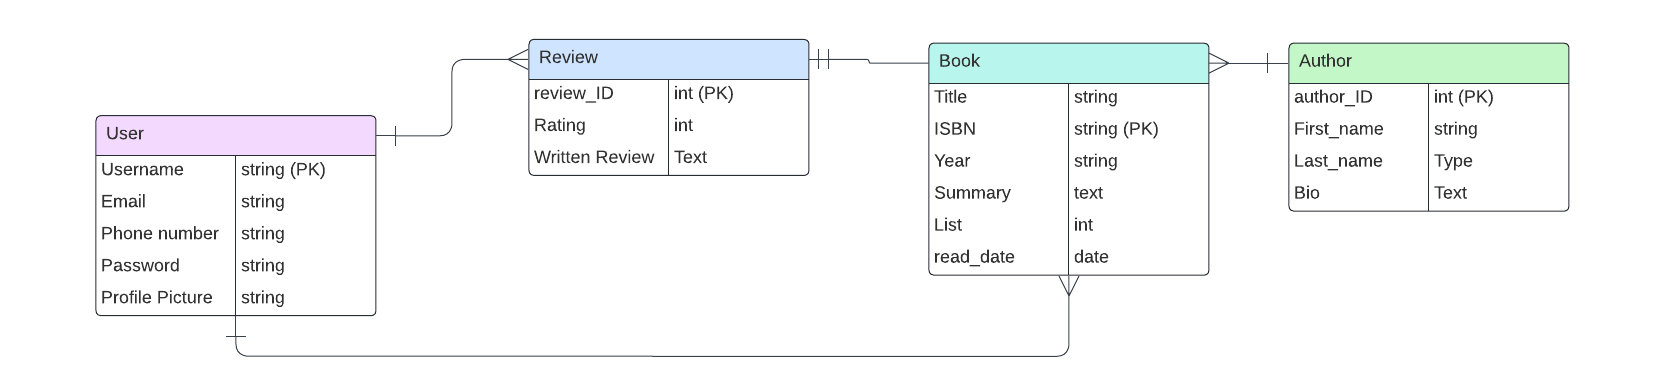 User
Username string (PK)
Email string
Phone number string
Password string
Profile Picture string
Review
review_ID int (PK)
Rating int
Written Review Text
Book
Title string
ISBN string (PK)
Year string
Summary text
List int
read_date date
Author
author_ID int (PK)
First_name string
Last_name Type
Bio Text